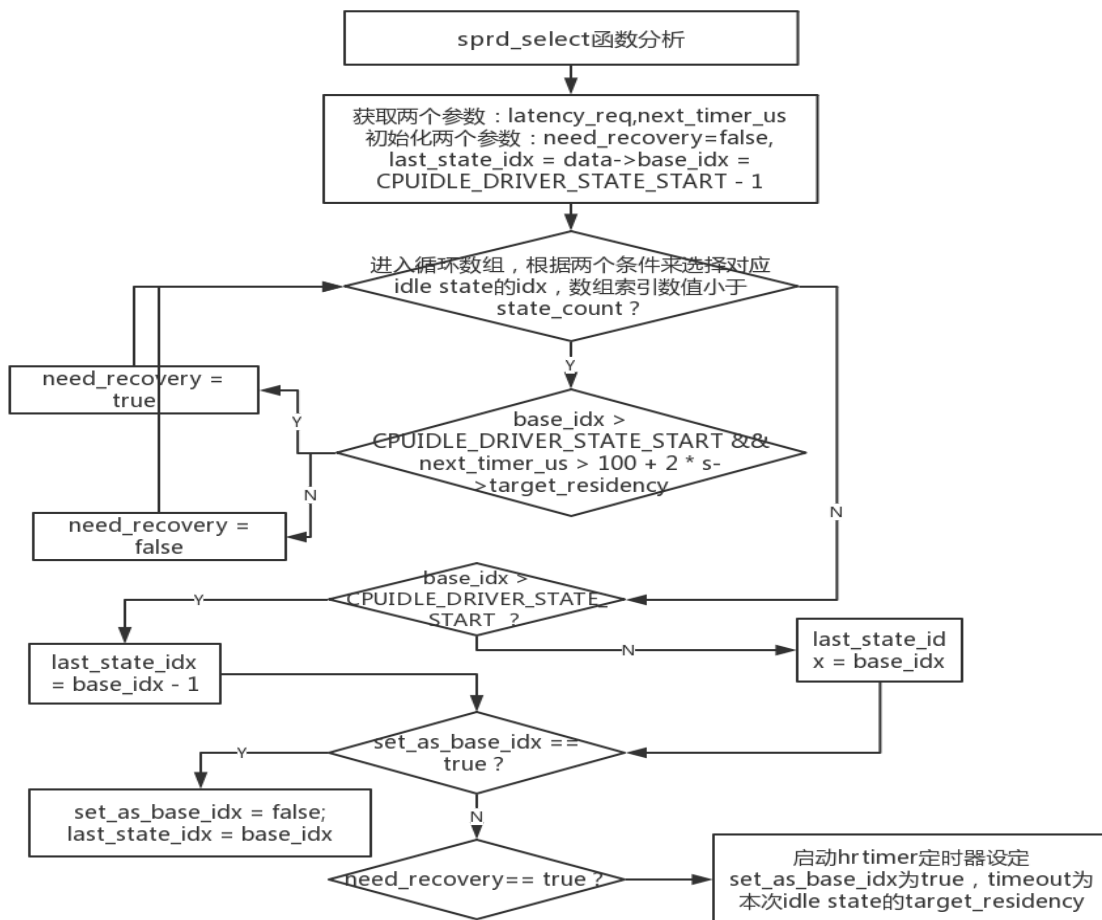 sprd_select函数分析
获取两个参数：latency_req,next_timer_us
初始化两个参数：need_recovery=false,
last_state_idx = data->base_idx =
CPUIDLE_DRIVER_STATE_START - 1
进入循环数组，根据两个条件来选择对应
idle state的idx，数组索引数值小于
state_count？
Y
need_recovery =
true
base_idx >
CPUIDLE_DRIVER_STATE_START &&
next_timer_us > 100 + 2 * s-
>target_residency
Y
N
N
need_recovery =
false
base_idx >
CPUIDLE_DRIVER_STATE_
START ？
Y
N
last_state_id
x = base_idx
last_state_idx
= base_idx - 1
set_as_base_idx ==
true？
Y
set_as_base_idx = false;
last_state_idx = base_idx
N
need_recovery== true？
启动hrtimer定时器设定
set_as_base_idx为true，timeout为
本次idle state的target_residency